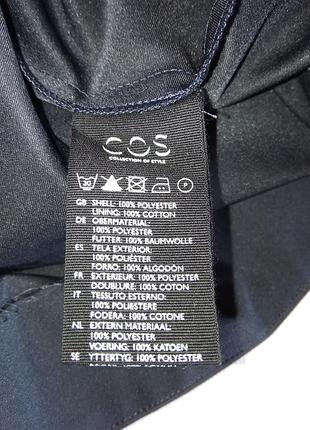 COS
COLLECTION OF STYLE
30 P
GB SHELL: 100% POLYESTER
LINING: 100% COTTON
DE OBERMATERIAL:
100% POLYESTER
FUTTER: 100% BAUMWOLLE
ES TELA EXTERIOR:
100% POLIÉSTER
FORRO: 100% ALGODÓN
FR EXTERIEUR: 100% POLYESTER
DOUBLURE: 100% COTON
IT TESSUTO ESTERNO:
100% POLIESTERE
FODERA: 100% COTONE
NL EXTERN MATERIAAL:
100% POLYESTER
VOERING: 100% KATOEN
SE YTTERTYG: 100% POLYESTER